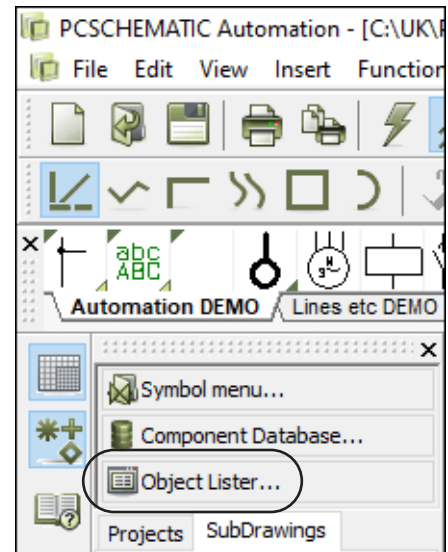 PCSCHEMATIC Automation - [C:\UK\P
File Edit View Insert Function
abc
ABC
M
3~
Automation DEMO Lines etc DEMO
Symbol menu...
Component Database...
Object Lister...
Projects SubDrawings